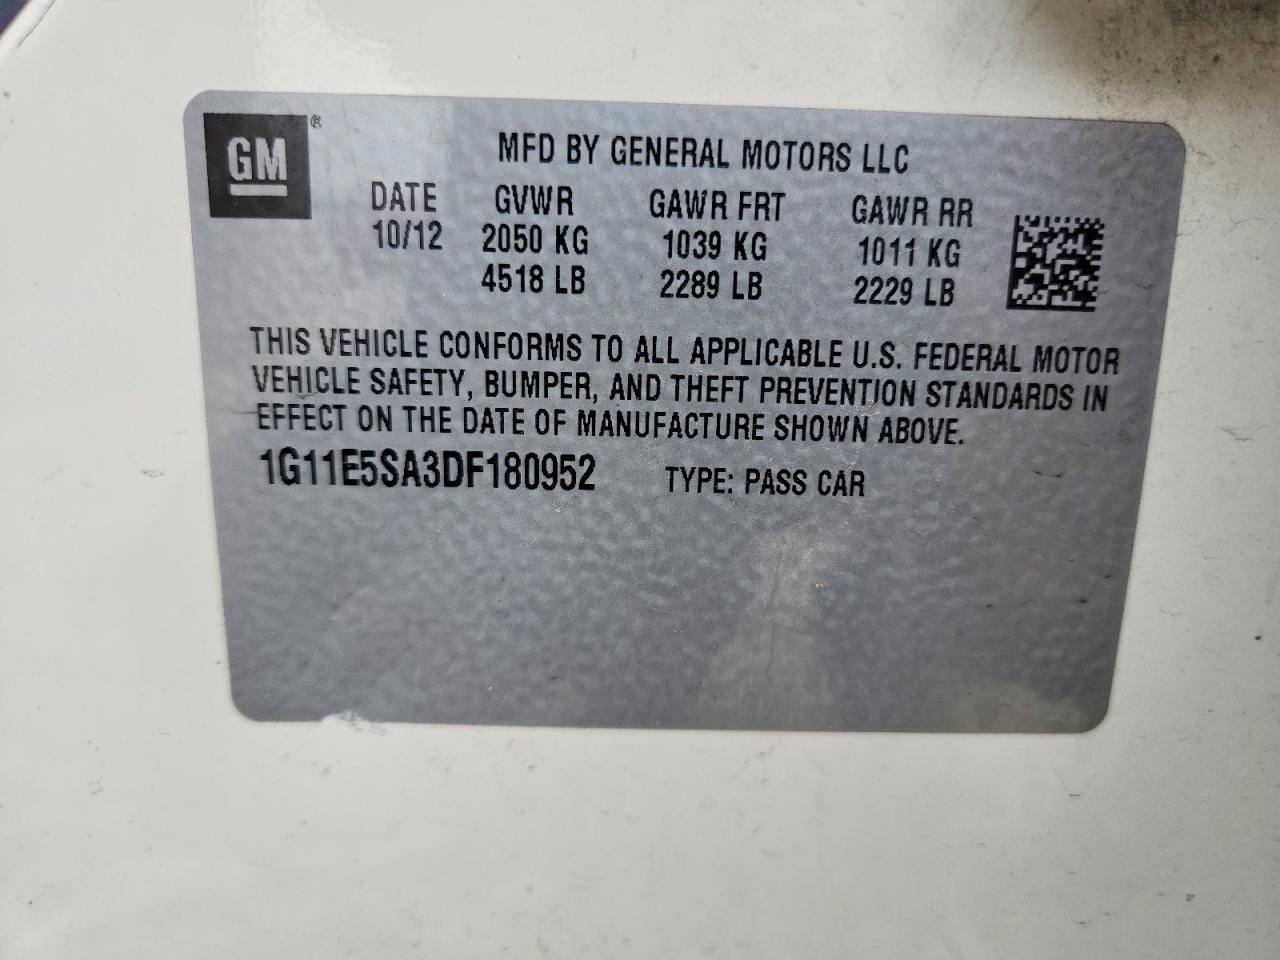 GM ®
MFD BY GENERAL MOTORS LLC
DATE GVWR GAWR FRT GAWR RR
10/12 2050 KG 1039 KG 1011 KG
4518 LB 2289 LB 2229 LB
THIS VEHICLE CONFORMS TO ALL APPLICABLE U.S. FEDERAL MOTOR
VEHICLE SAFETY, BUMPER, AND THEFT PREVENTION STANDARDS IN
EFFECT ON THE DATE OF MANUFACTURE SHOWN ABOVE.
1G11E5SA3DF180952 TYPE: PASS CAR